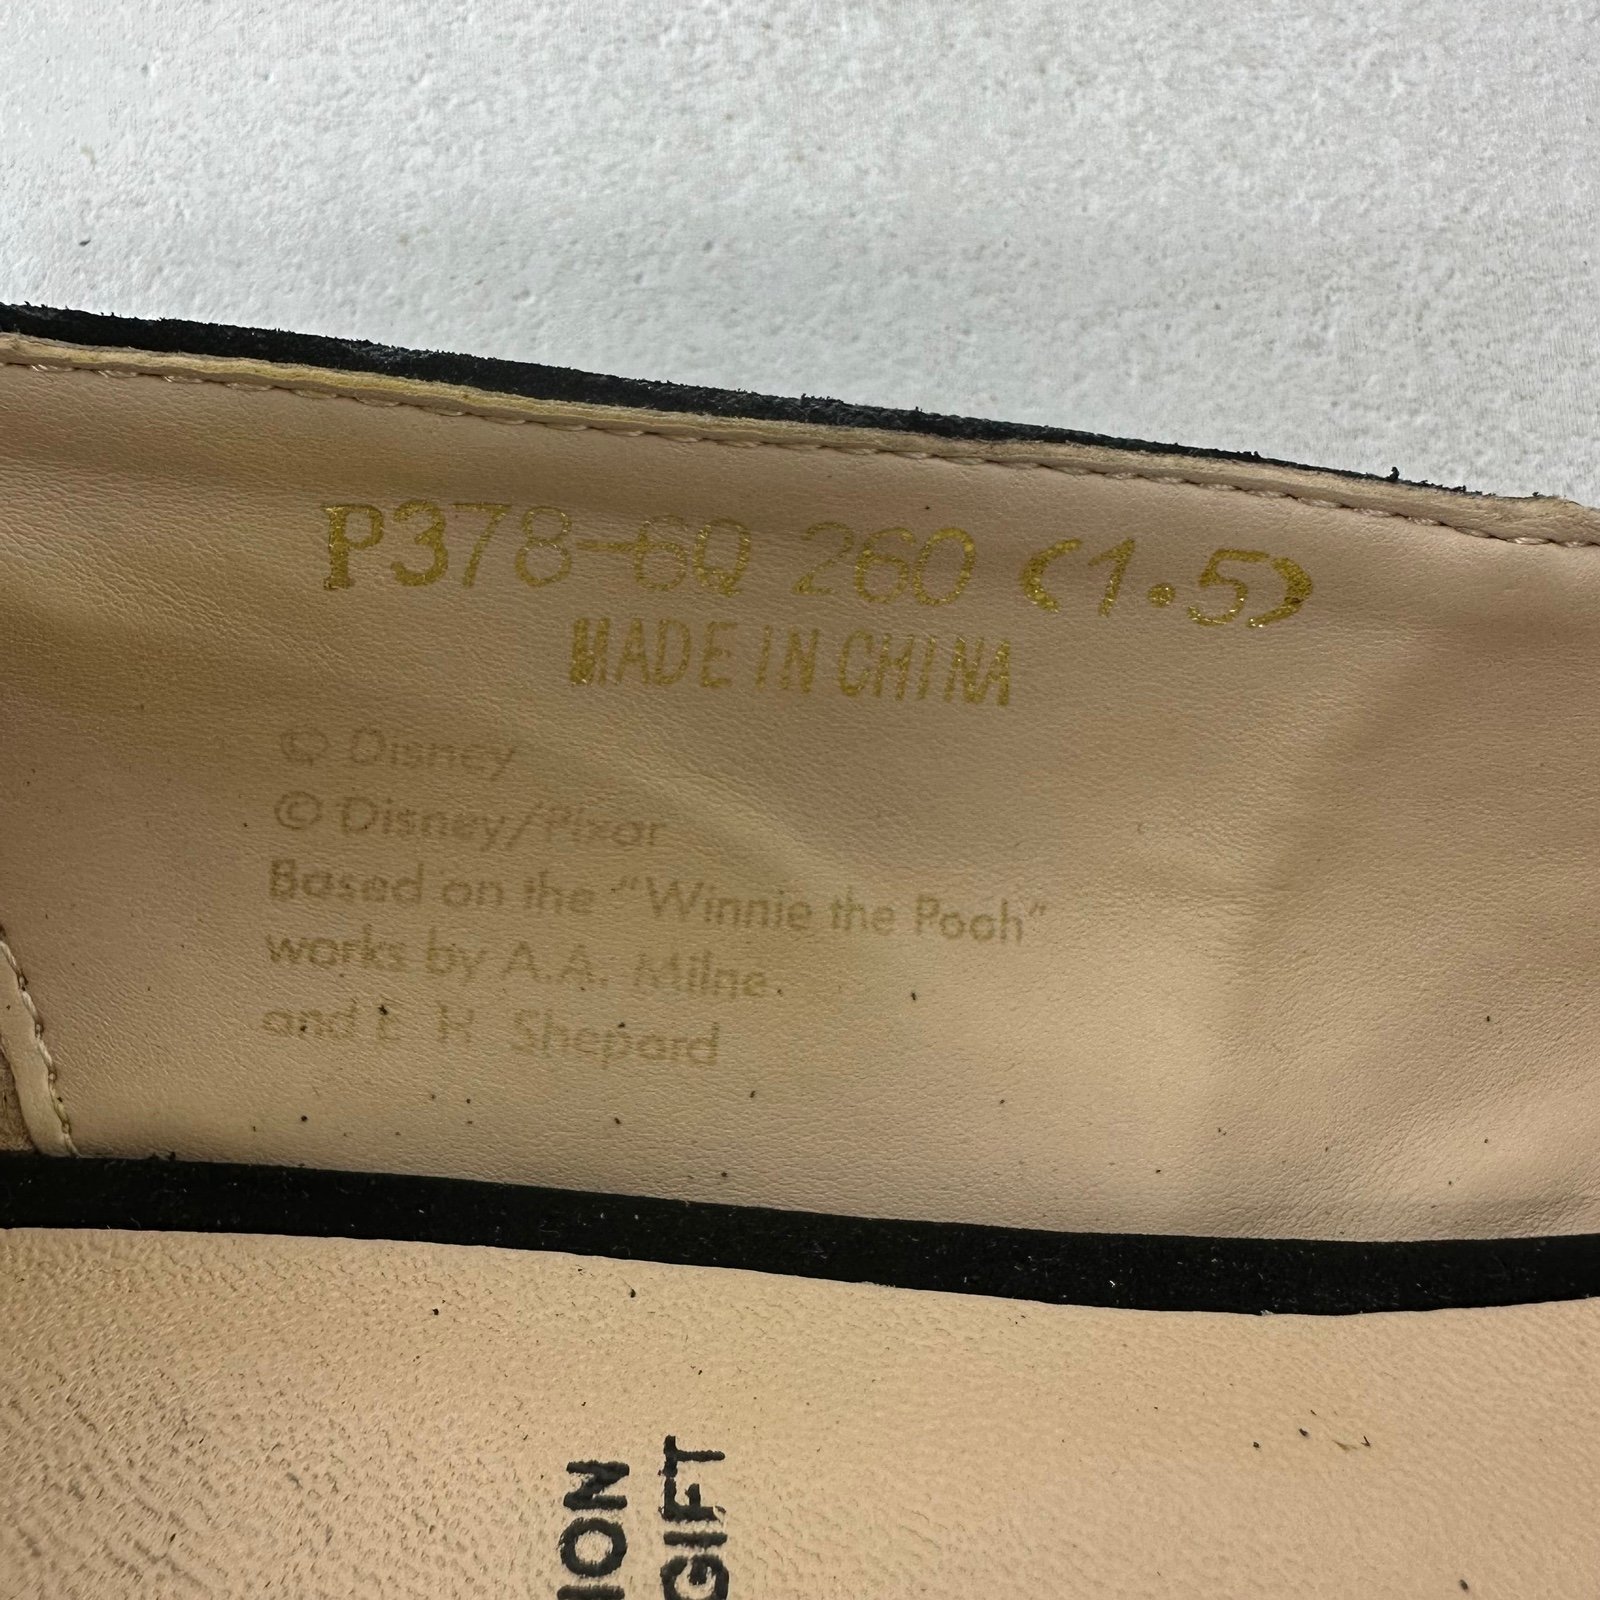 P378-6Q 260 (1.5)
MADE IN CHINA
© Disney
© Disney/Pixar
Based on the "Winnie the Pooh"
works by A.A. Milne
and E. H. Shepard
ION
GIFT